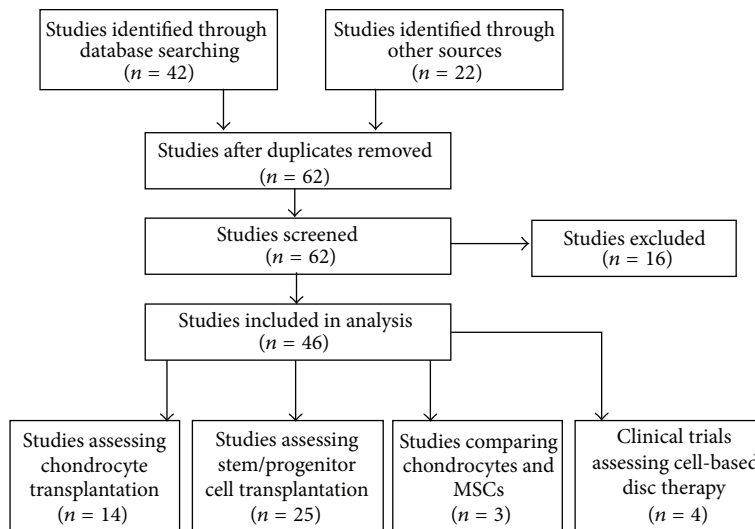 Studies identified through
database searching
(n = 42)
Studies identified through
other sources
(n = 22)
Studies after duplicates removed
(n = 62)
Studies screened
(n = 62)
Studies excluded
(n = 16)
Studies included in analysis
(n = 46)
Studies assessing
chondrocyte
transplantation
(n = 14)
Studies assessing
stem/progenitor
cell transplantation
(n = 25)
Studies comparing
chondrocytes and
MSCs
(n = 3)
Clinical trials
assessing cell-based
disc therapy
(n = 4)